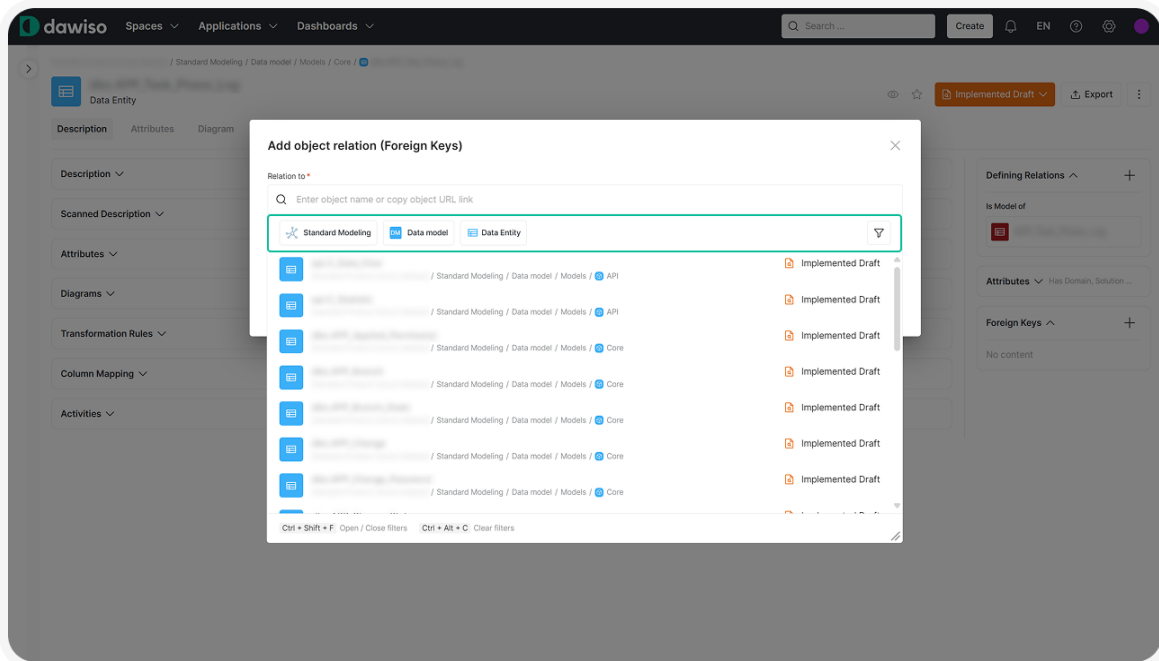 dawiso Spaces Applications Dashboards Search ... Create EN
/ Standard Modeling / Data model / Models / Core /
Data Entity
Implemented Draft Export
Description Attributes Diagram
Add object relation (Foreign Keys)
Relation to *
Enter object name or copy object URL link
Standard Modeling DM Data model Data Entity
Implemented Draft
/ Standard Modeling / Data model / Models / API
Implemented Draft
/ Standard Modeling / Data model / Models / API
Implemented Draft
/ Standard Modeling / Data model / Models / Core
Implemented Draft
/ Standard Modeling / Data model / Models / Core
Implemented Draft
/ Standard Modeling / Data model / Models / Core
Implemented Draft
/ Standard Modeling / Data model / Models / Core
Implemented Draft
/ Standard Modeling / Data model / Models / Core
Ctrl + Shift + F Open / Close filters Ctrl + Alt + C Clear filters
Description
Scanned Description
Attributes
Diagrams
Transformation Rules
Column Mapping
Activities
Defining Relations
Is Model of
Attributes Has Domain, Solution ...
Foreign Keys
No content